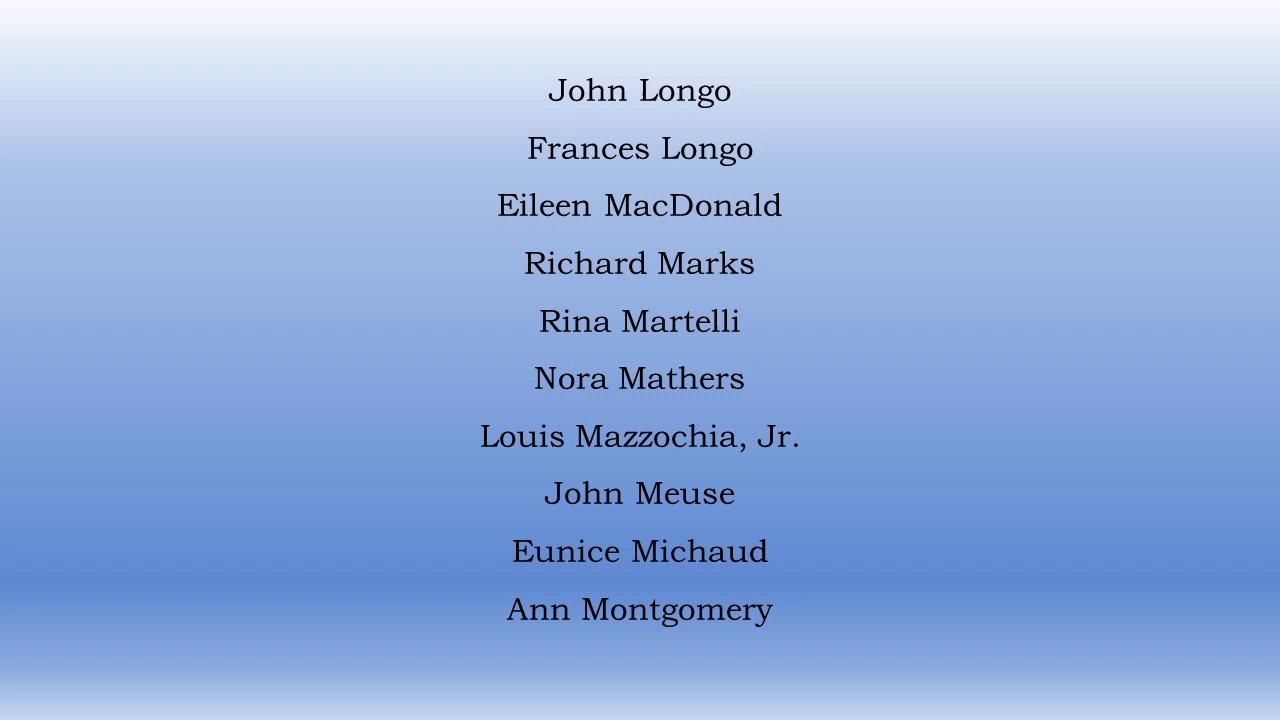 John Longo
Frances Longo
Eileen MacDonald
Richard Marks
Rina Martelli
Nora Mathers
Louis Mazzochia, Jr.
John Meuse
Eunice Michaud
Ann Montgomery